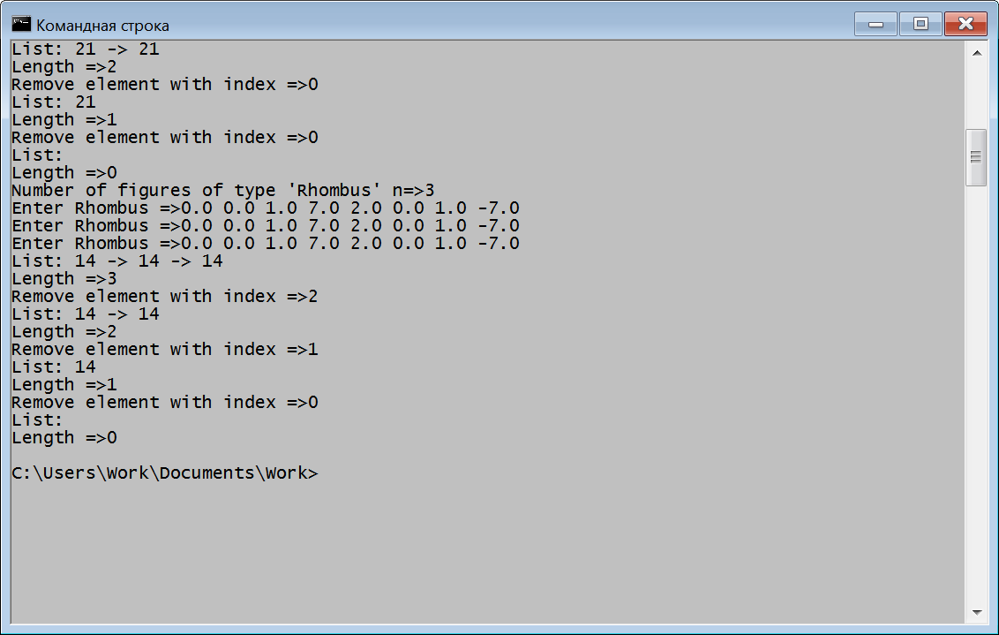 Командная строка
List: 21 -> 21
Length =>2
Remove element with index =>0
List: 21
Length =>1
Remove element with index =>0
List:
Length =>0
Number of figures of type 'Rhombus' n=>3
Enter Rhombus =>0.0 0.0 1.0 7.0 2.0 0.0 1.0 -7.0
Enter Rhombus =>0.0 0.0 1.0 7.0 2.0 0.0 1.0 -7.0
Enter Rhombus =>0.0 0.0 1.0 7.0 2.0 0.0 1.0 -7.0
List: 14 -> 14 -> 14
Length =>3
Remove element with index =>2
List: 14 -> 14
Length =>2
Remove element with index =>1
List: 14
Length =>1
Remove element with index =>0
List:
Length =>0
C:\Users\Work\Documents\Work>